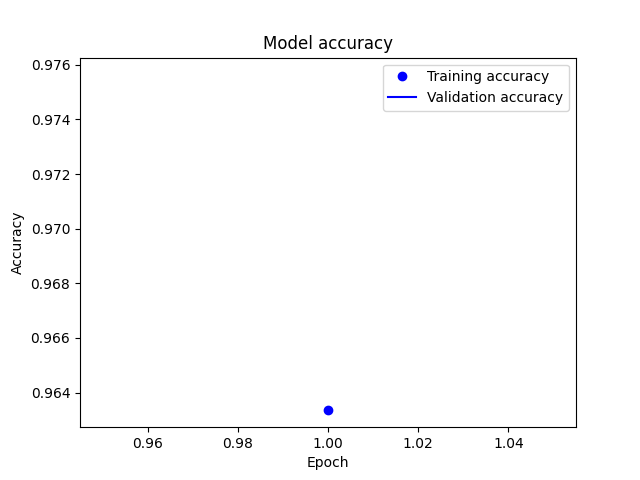 Model accuracy
Training accuracy
Validation accuracy
0.976
0.974
0.972
0.970
0.968
0.966
0.964
Accuracy
0.96 0.98 1.00 1.02 1.04
Epoch